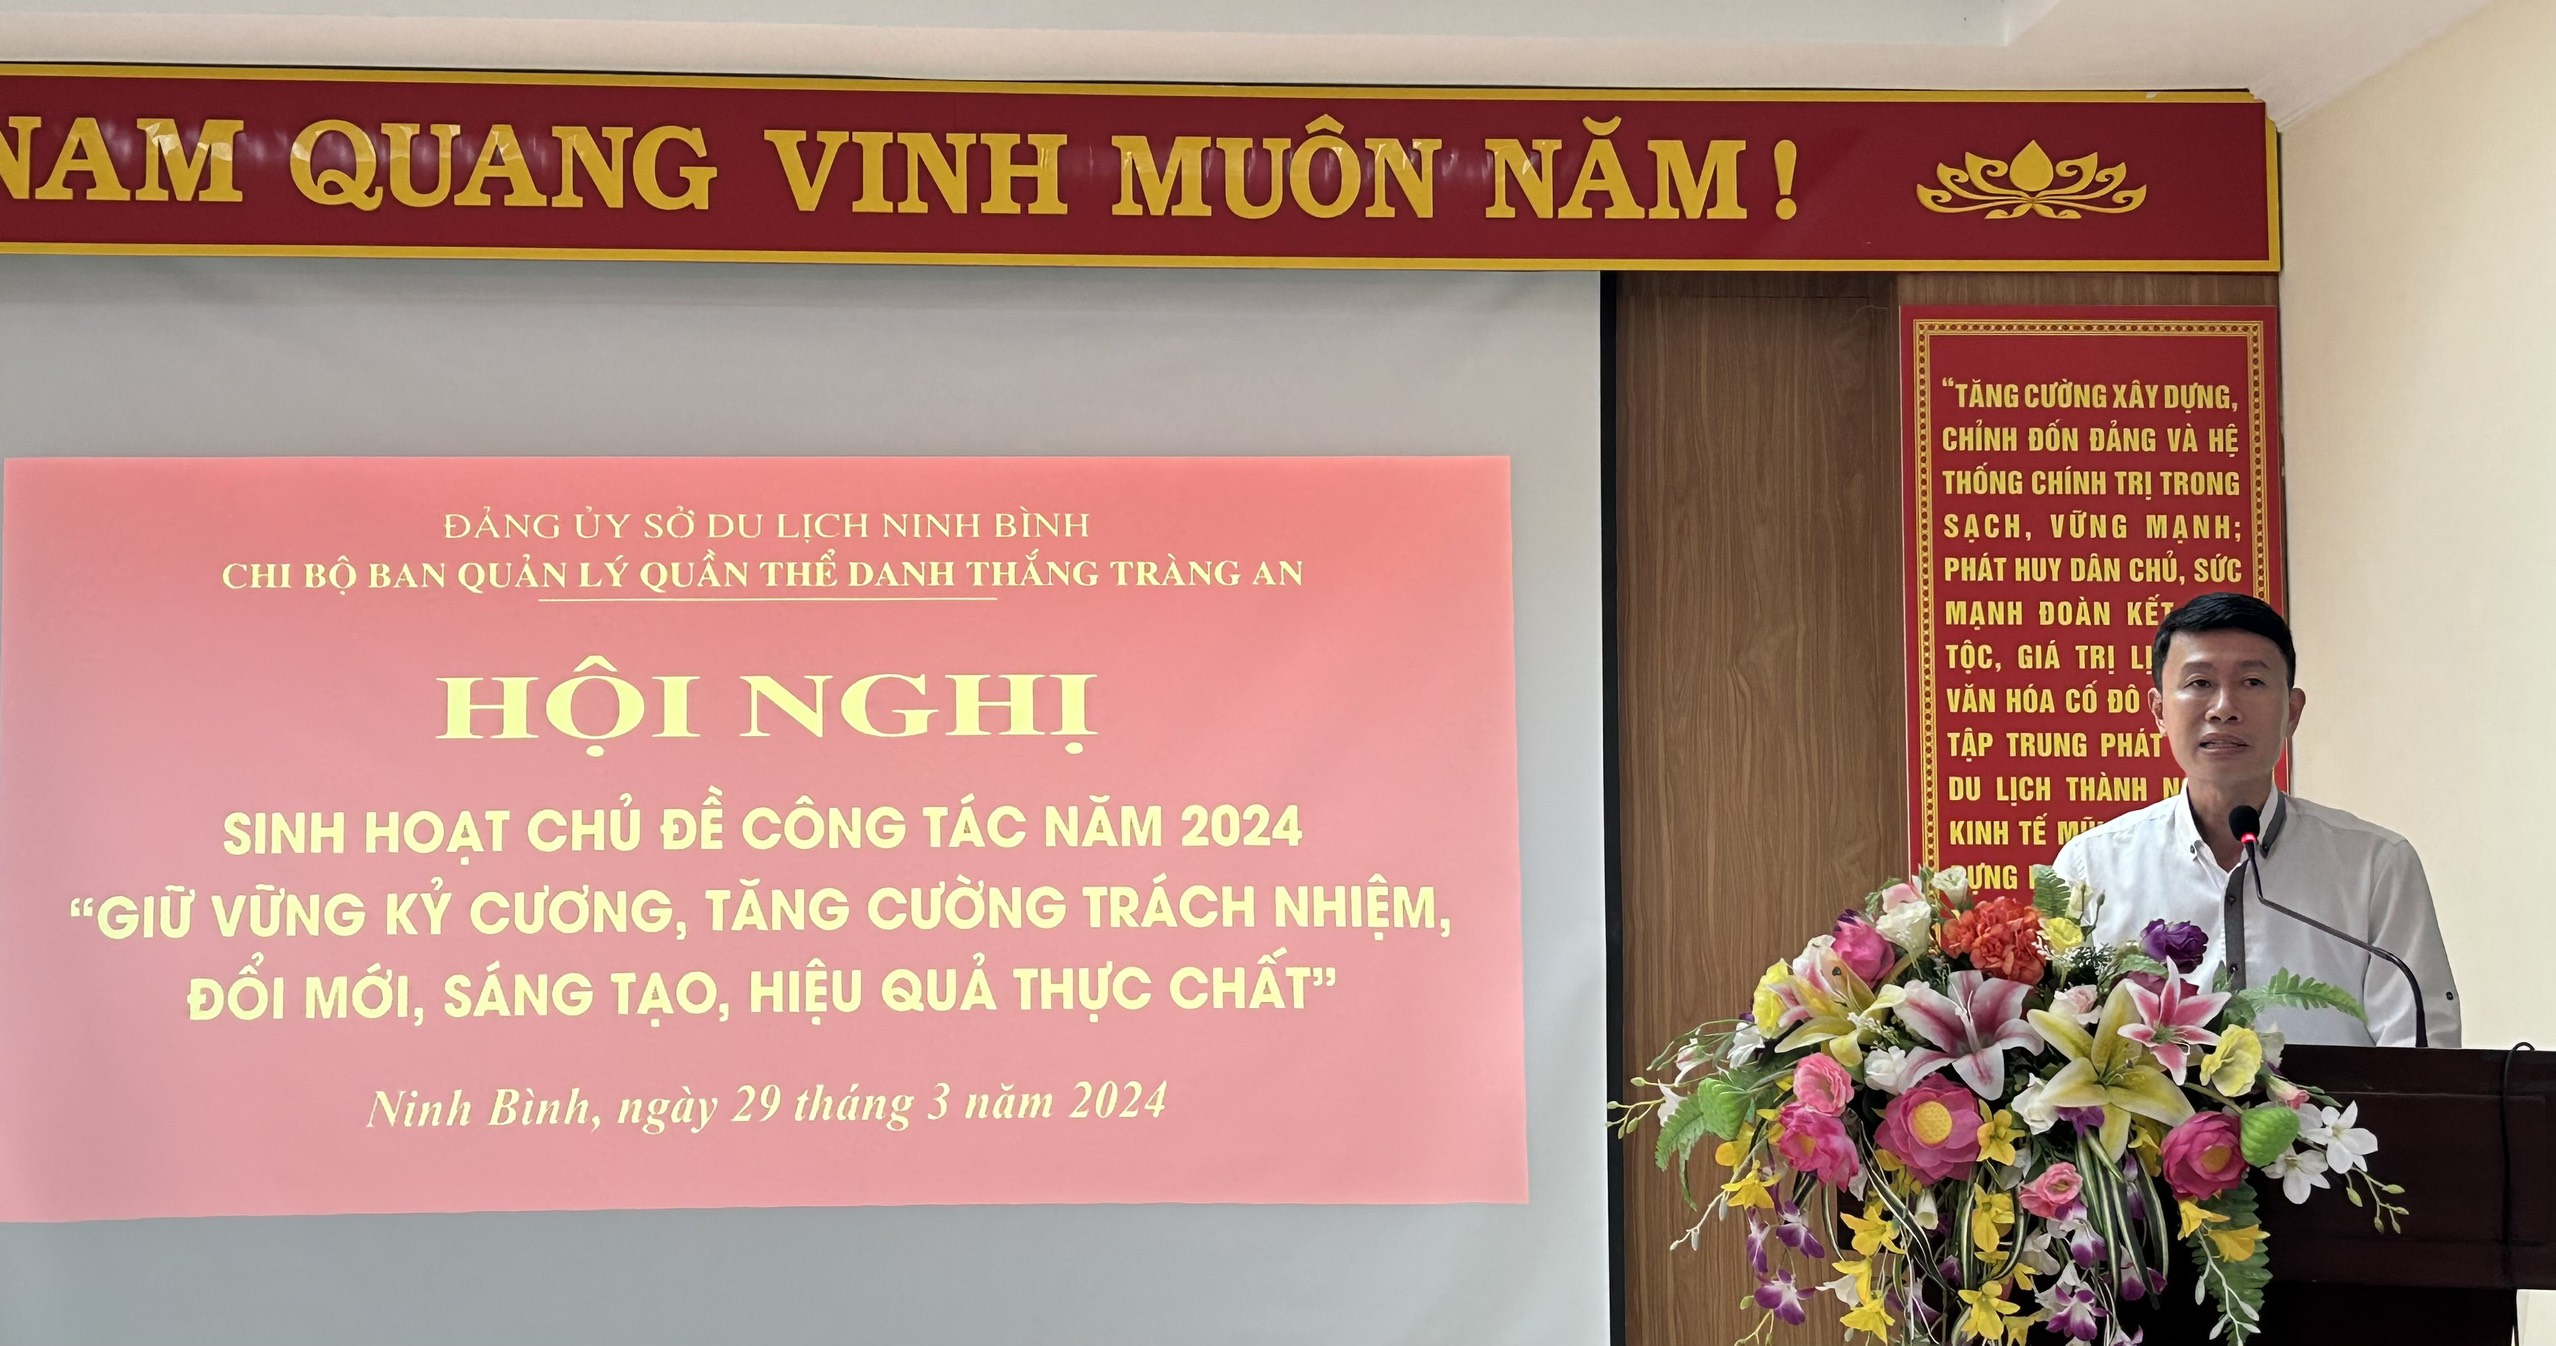 NAM QUANG VINH MUÔN NĂM!
ĐẢNG ỦY SỞ DU LỊCH NINH BÌNH
CHI BỘ BAN QUẢN LÝ QUẦN THỂ DANH THẮNG TRÀNG AN
HỘI NGHỊ
SINH HOẠT CHỦ ĐỀ CÔNG TÁC NĂM 2024
“GIỮ VỮNG KỶ CƯƠNG, TĂNG CƯỜNG TRÁCH NHIỆM,
ĐỔI MỚI, SÁNG TẠO, HIỆU QUẢ THỰC CHẤT”
Ninh Bình, ngày 29 tháng 3 năm 2024
“TĂNG CƯỜNG XÂY DỰNG,
CHỈNH ĐỐN ĐẢNG VÀ HỆ
THỐNG CHÍNH TRỊ TRONG
SẠCH, VỮNG MẠNH;
PHÁT HUY DÂN CHỦ, SỨC
MẠNH ĐOÀN KẾT
TỘC, GIÁ TRỊ
VĂN HÓA CỐ ĐÔ
TẬP TRUNG PHÁT
DU LỊCH THÀNH
KINH TẾ